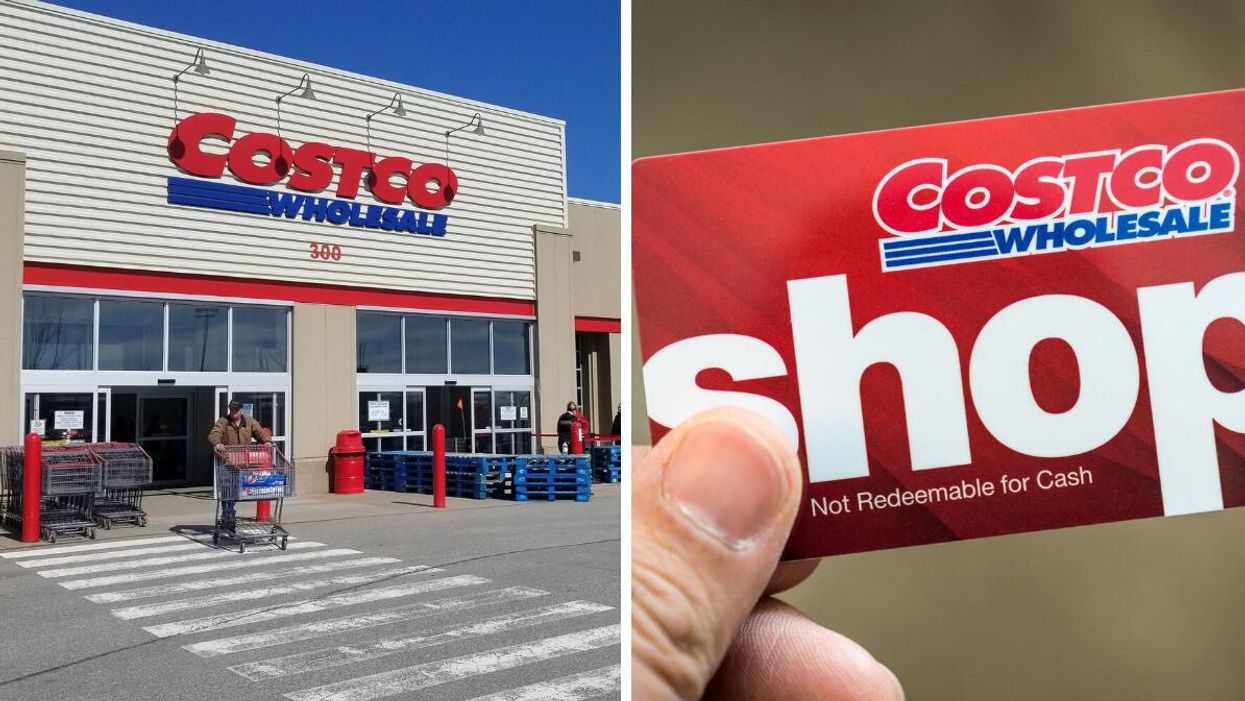 COSTCO
WHOLESALE
300
COSTCO
WHOLESALE
shop
Not Redeemable for Cash